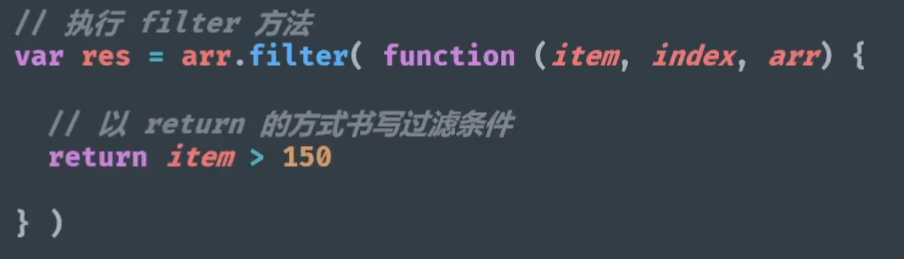 // 执行 filter 方法
var res = arr.filter( function (item, index, arr) {
// 以 return 的方式书写过滤条件
return item > 150
} )